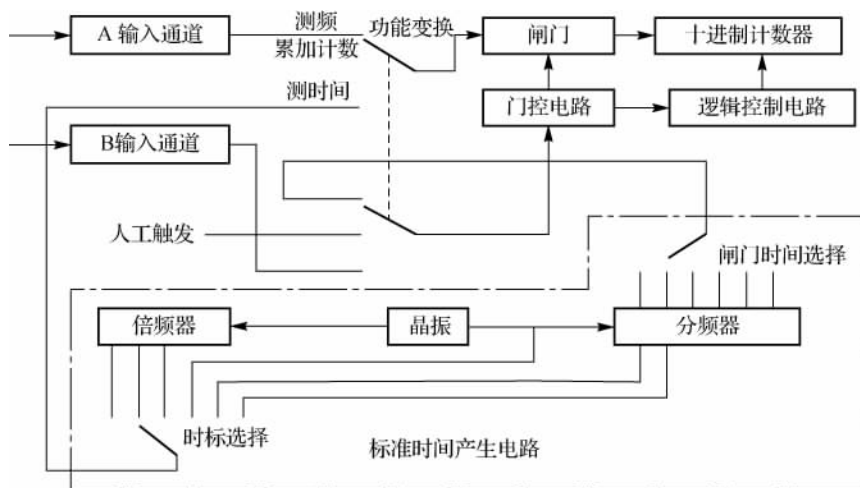 A 输入通道
测频
累加计数
功能变换
闸门
十进制计数器
测时间
门控电路
逻辑控制电路
B输入通道
人工触发
闸门时间选择
倍频器
晶振
分频器
时标选择
标准时间产生电路